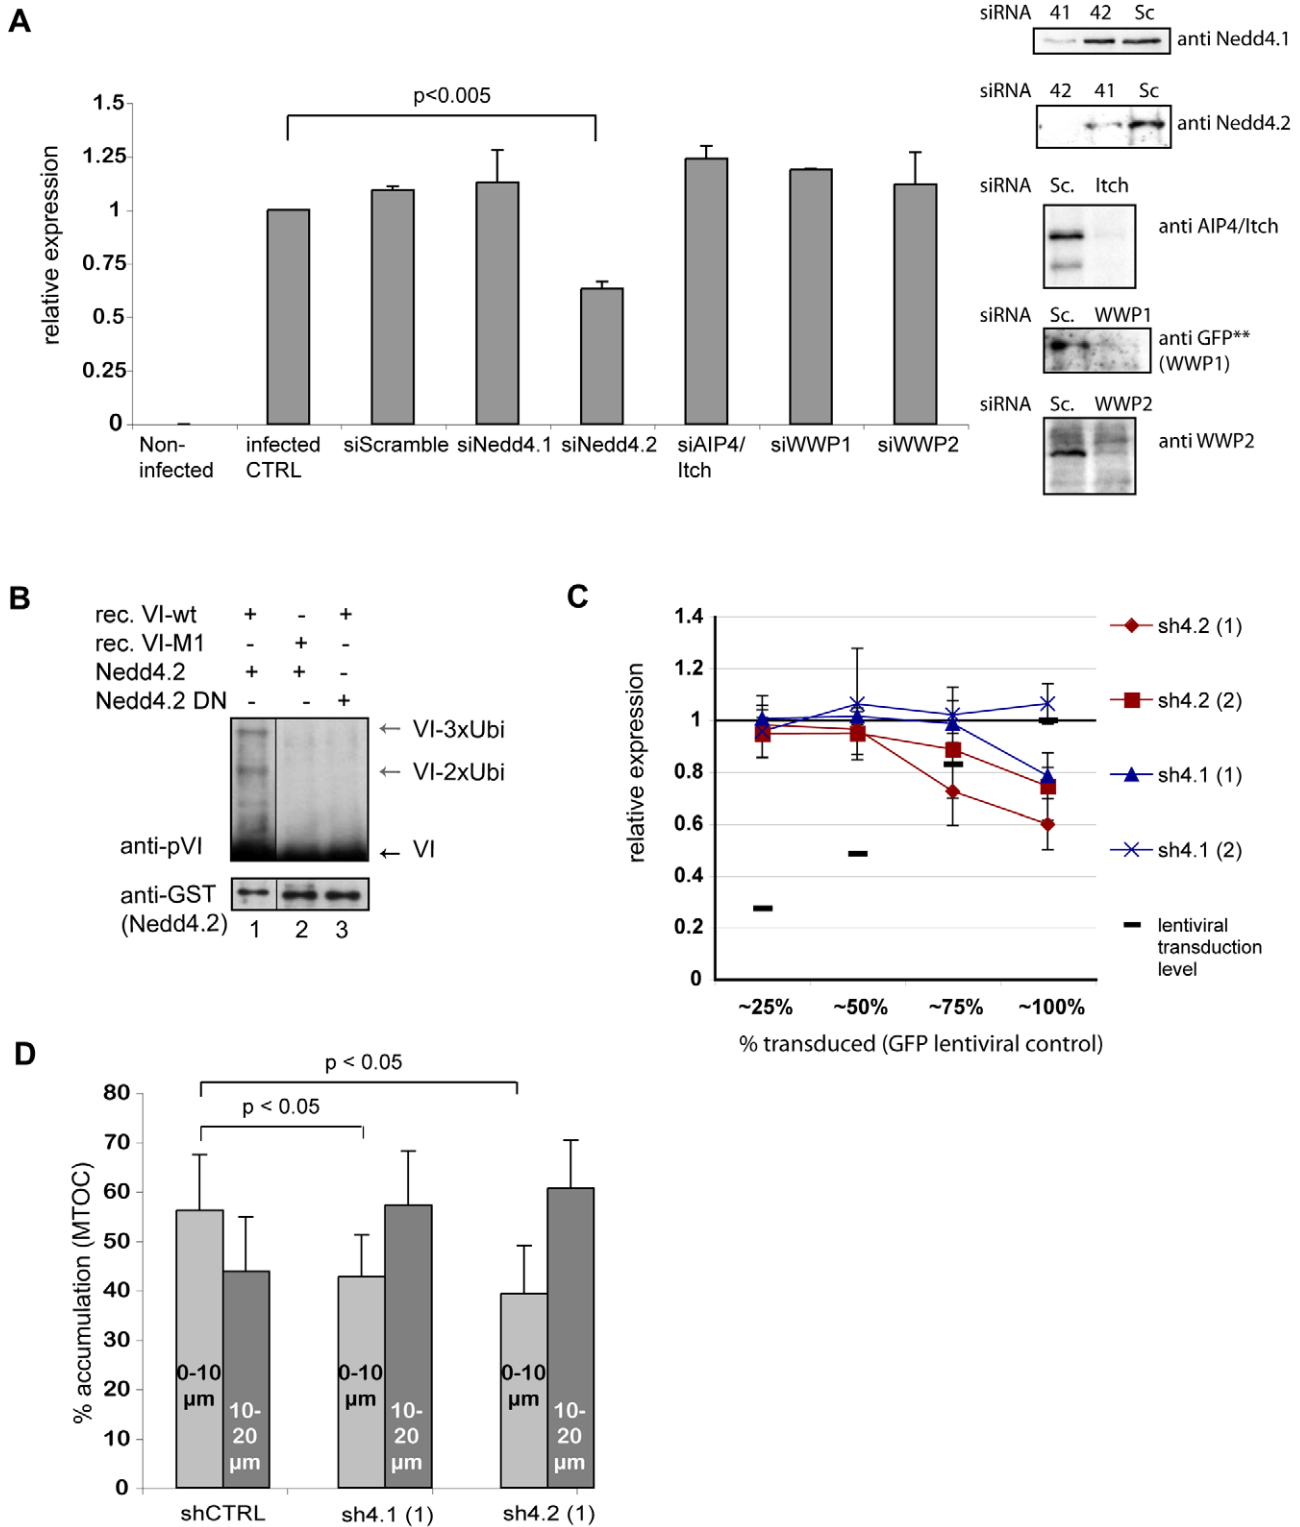 A
p<0.005
1.5
1.25
1
0.75
0.5
0.25
0
relative expression
Non-infected
infected CTRL
siScramble
siNedd4.1
siNedd4.2
siAIP4/Itch
siWWP1
siWWP2
siRNA 41 42 Sc
anti Nedd4.1
siRNA 42 41 Sc
anti Nedd4.2
siRNA Sc. Itch
anti AIP4/Itch
siRNA Sc. WWP1
anti GFP**
(WWP1)
siRNA Sc. WWP2
anti WWP2
B
rec. VI-wt + - +
rec. VI-M1 - + -
Nedd4.2 + + -
Nedd4.2 DN - - +
← VI-3xUbi
← VI-2xUbi
anti-pVI
← VI
anti-GST
(Nedd4.2)
1 2 3
C
1.4
1.2
1
0.8
0.6
0.4
0.2
0
relative expression
~25% ~50% ~75% ~100%
% transduced (GFP lentiviral control)
sh4.2 (1)
sh4.2 (2)
sh4.1 (1)
sh4.1 (2)
lentiviral
transduction
level
D
p < 0.05
p < 0.05
80
70
60
50
40
30
20
10
0
% accumulation (MTOC)
0-10
µm
10-
20
µm
0-10
µm
10-
20
µm
0-10
µm
10-
20
µm
shCTRL
sh4.1 (1)
sh4.2 (1)